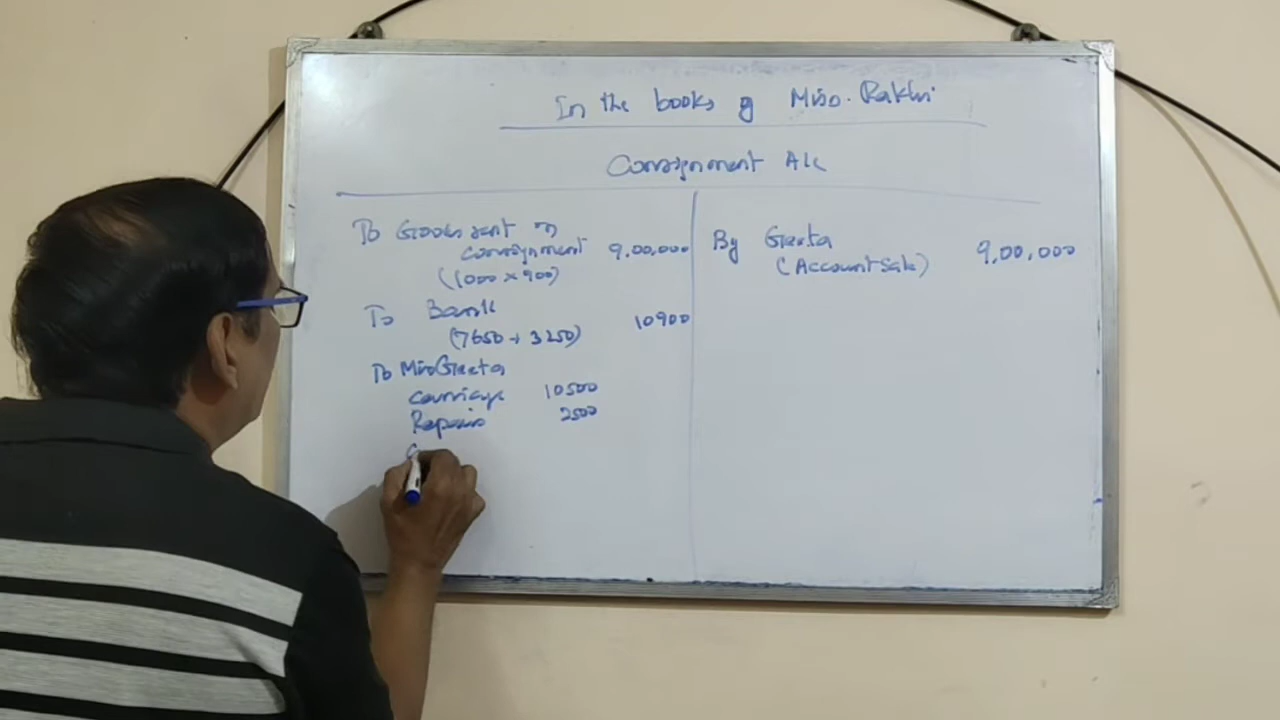 In the books of Miss. Rakhi
Consignment A/c
To Goods sent on
consignment 9,00,000
(1000 × 900)
To Bank
(7650 + 3250) 10900
To Miss Geeta
carriage 10500
Repairs 2500
By Geeta
(Account Sale) 9,00,000